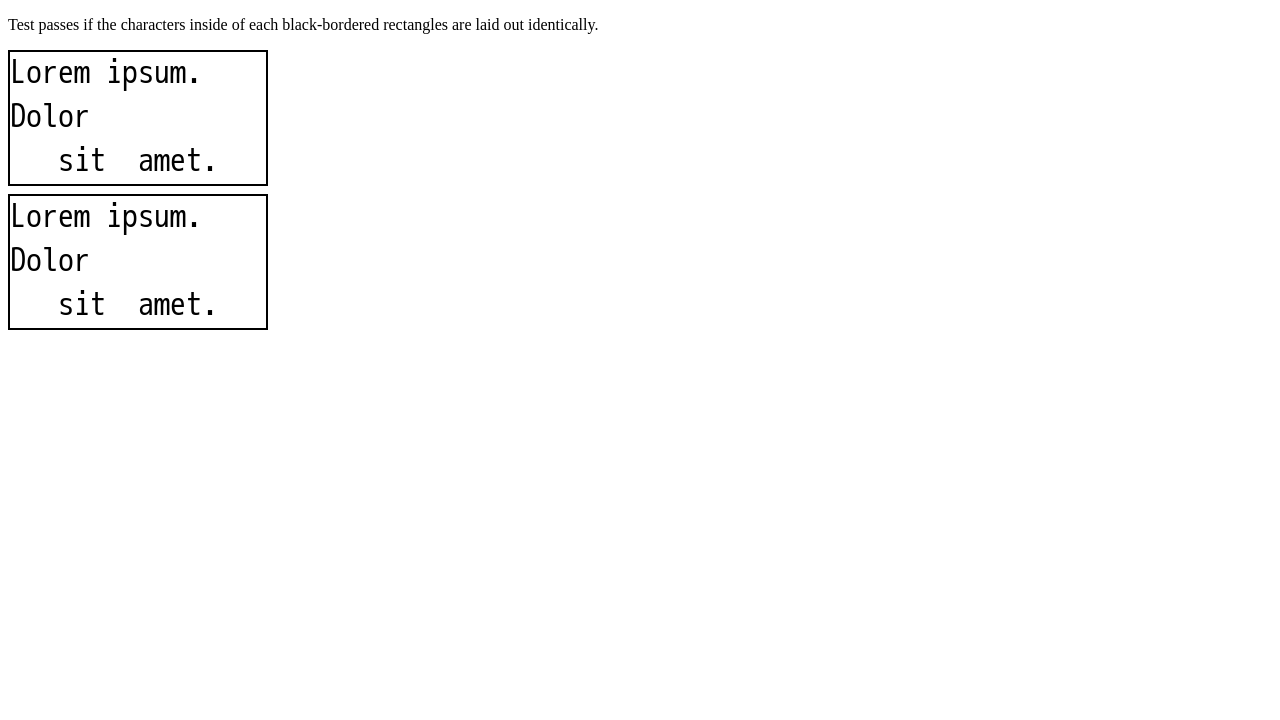 Test passes if the characters inside of each black-bordered rectangles are laid out identically.
Lorem ipsum.
Dolor
   sit  amet.
Lorem ipsum.
Dolor
   sit  amet.